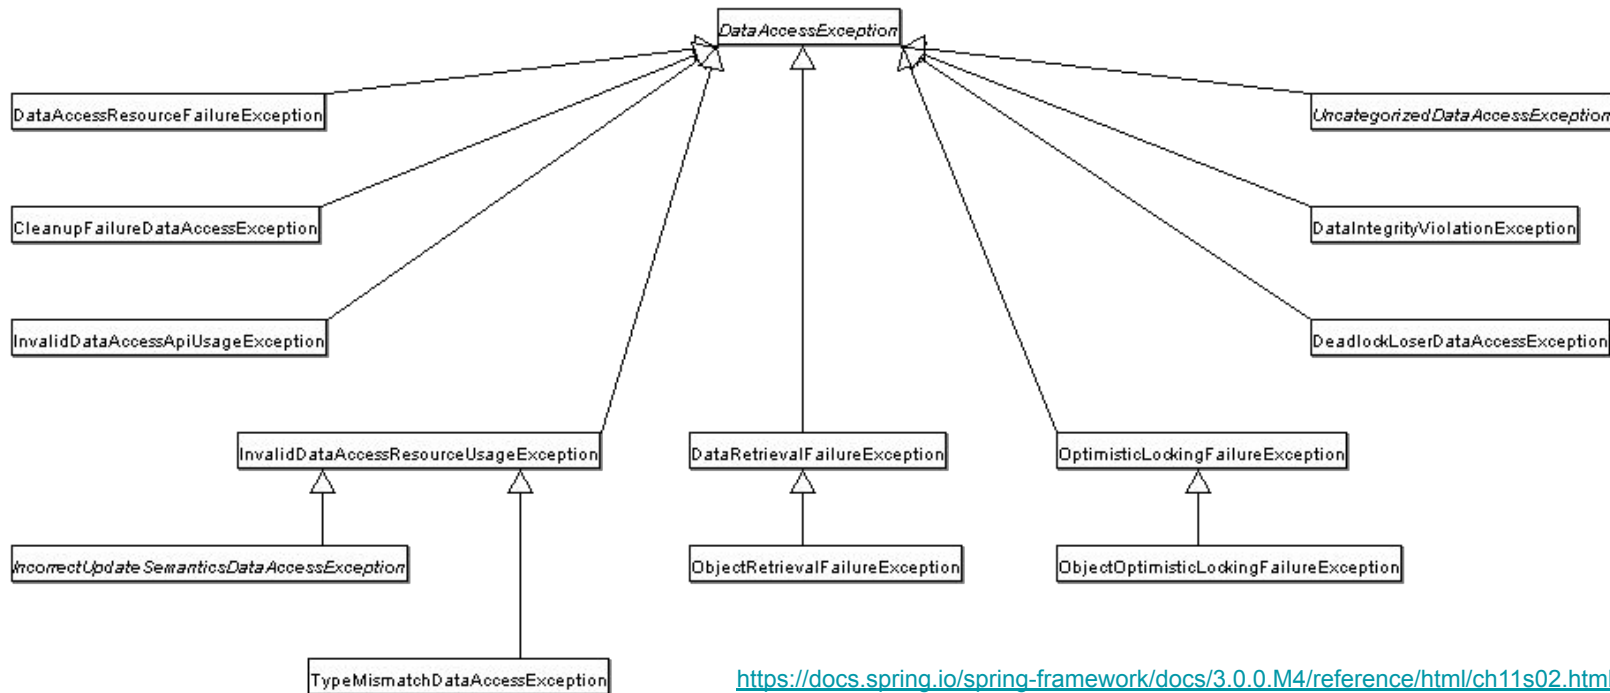 DataAccessException
DataAccessResourceFailureException
UncategorizedDataAccessException
CleanupFailureDataAccessException
DataIntegrityViolationException
InvalidDataAccessApiUsageException
DeadlockLoserDataAccessException
InvalidDataAccessResourceUsageException
DataRetrievalFailureException
OptimisticLockingFailureException
IncorrectUpdateSemanticsDataAccessException
ObjectRetrievalFailureException
ObjectOptimisticLockingFailureException
TypeMismatchDataAccessException
https://docs.spring.io/spring-framework/docs/3.0.0.M4/reference/html/ch11s02.html